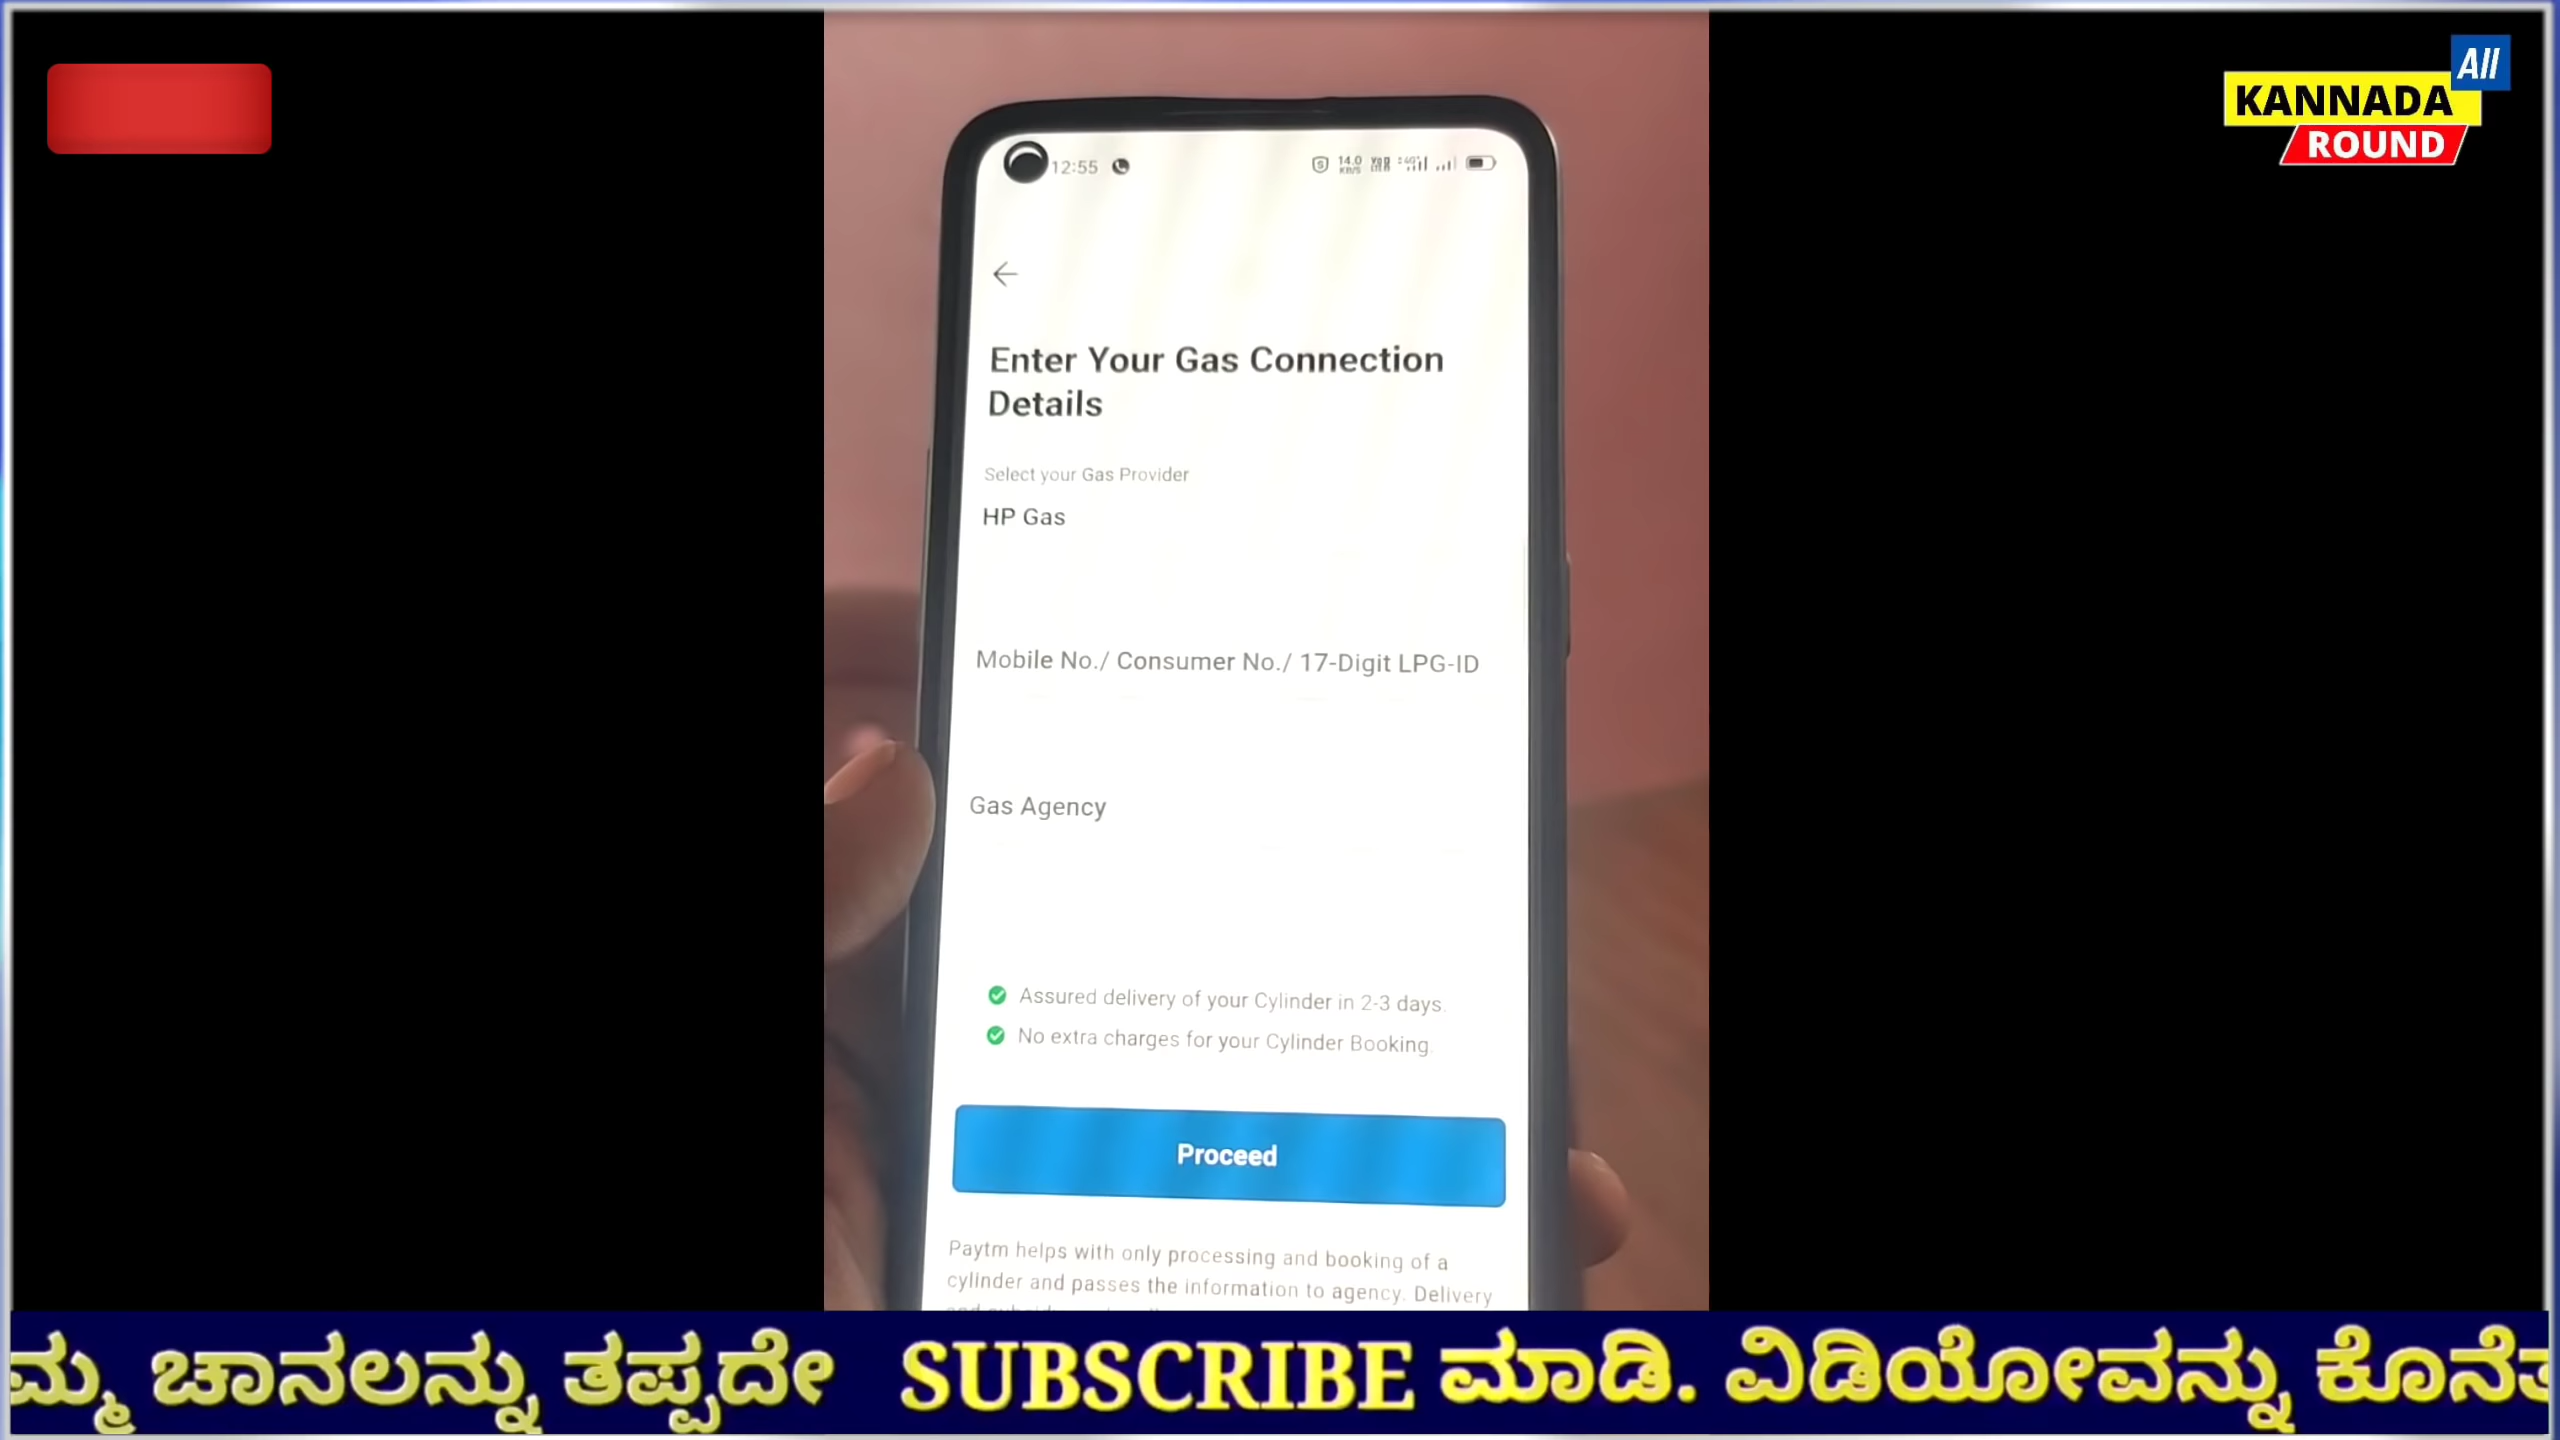 All
KANNADA
ROUND
12:55
14.0
KB/S
Enter Your Gas Connection
Details
Select your Gas Provider
HP Gas
Mobile No./ Consumer No./ 17-Digit LPG-ID
Gas Agency
Assured delivery of your Cylinder in 2-3 days.
No extra charges for your Cylinder Booking.
Proceed
Paytm helps with only processing and booking of a
cylinder and passes the information to agency. Delivery
ಚಾನಲನ್ನು ತಪ್ಪದೇ SUBSCRIBE ಮಾಡಿ. ವಿಡಿಯೋವನ್ನು